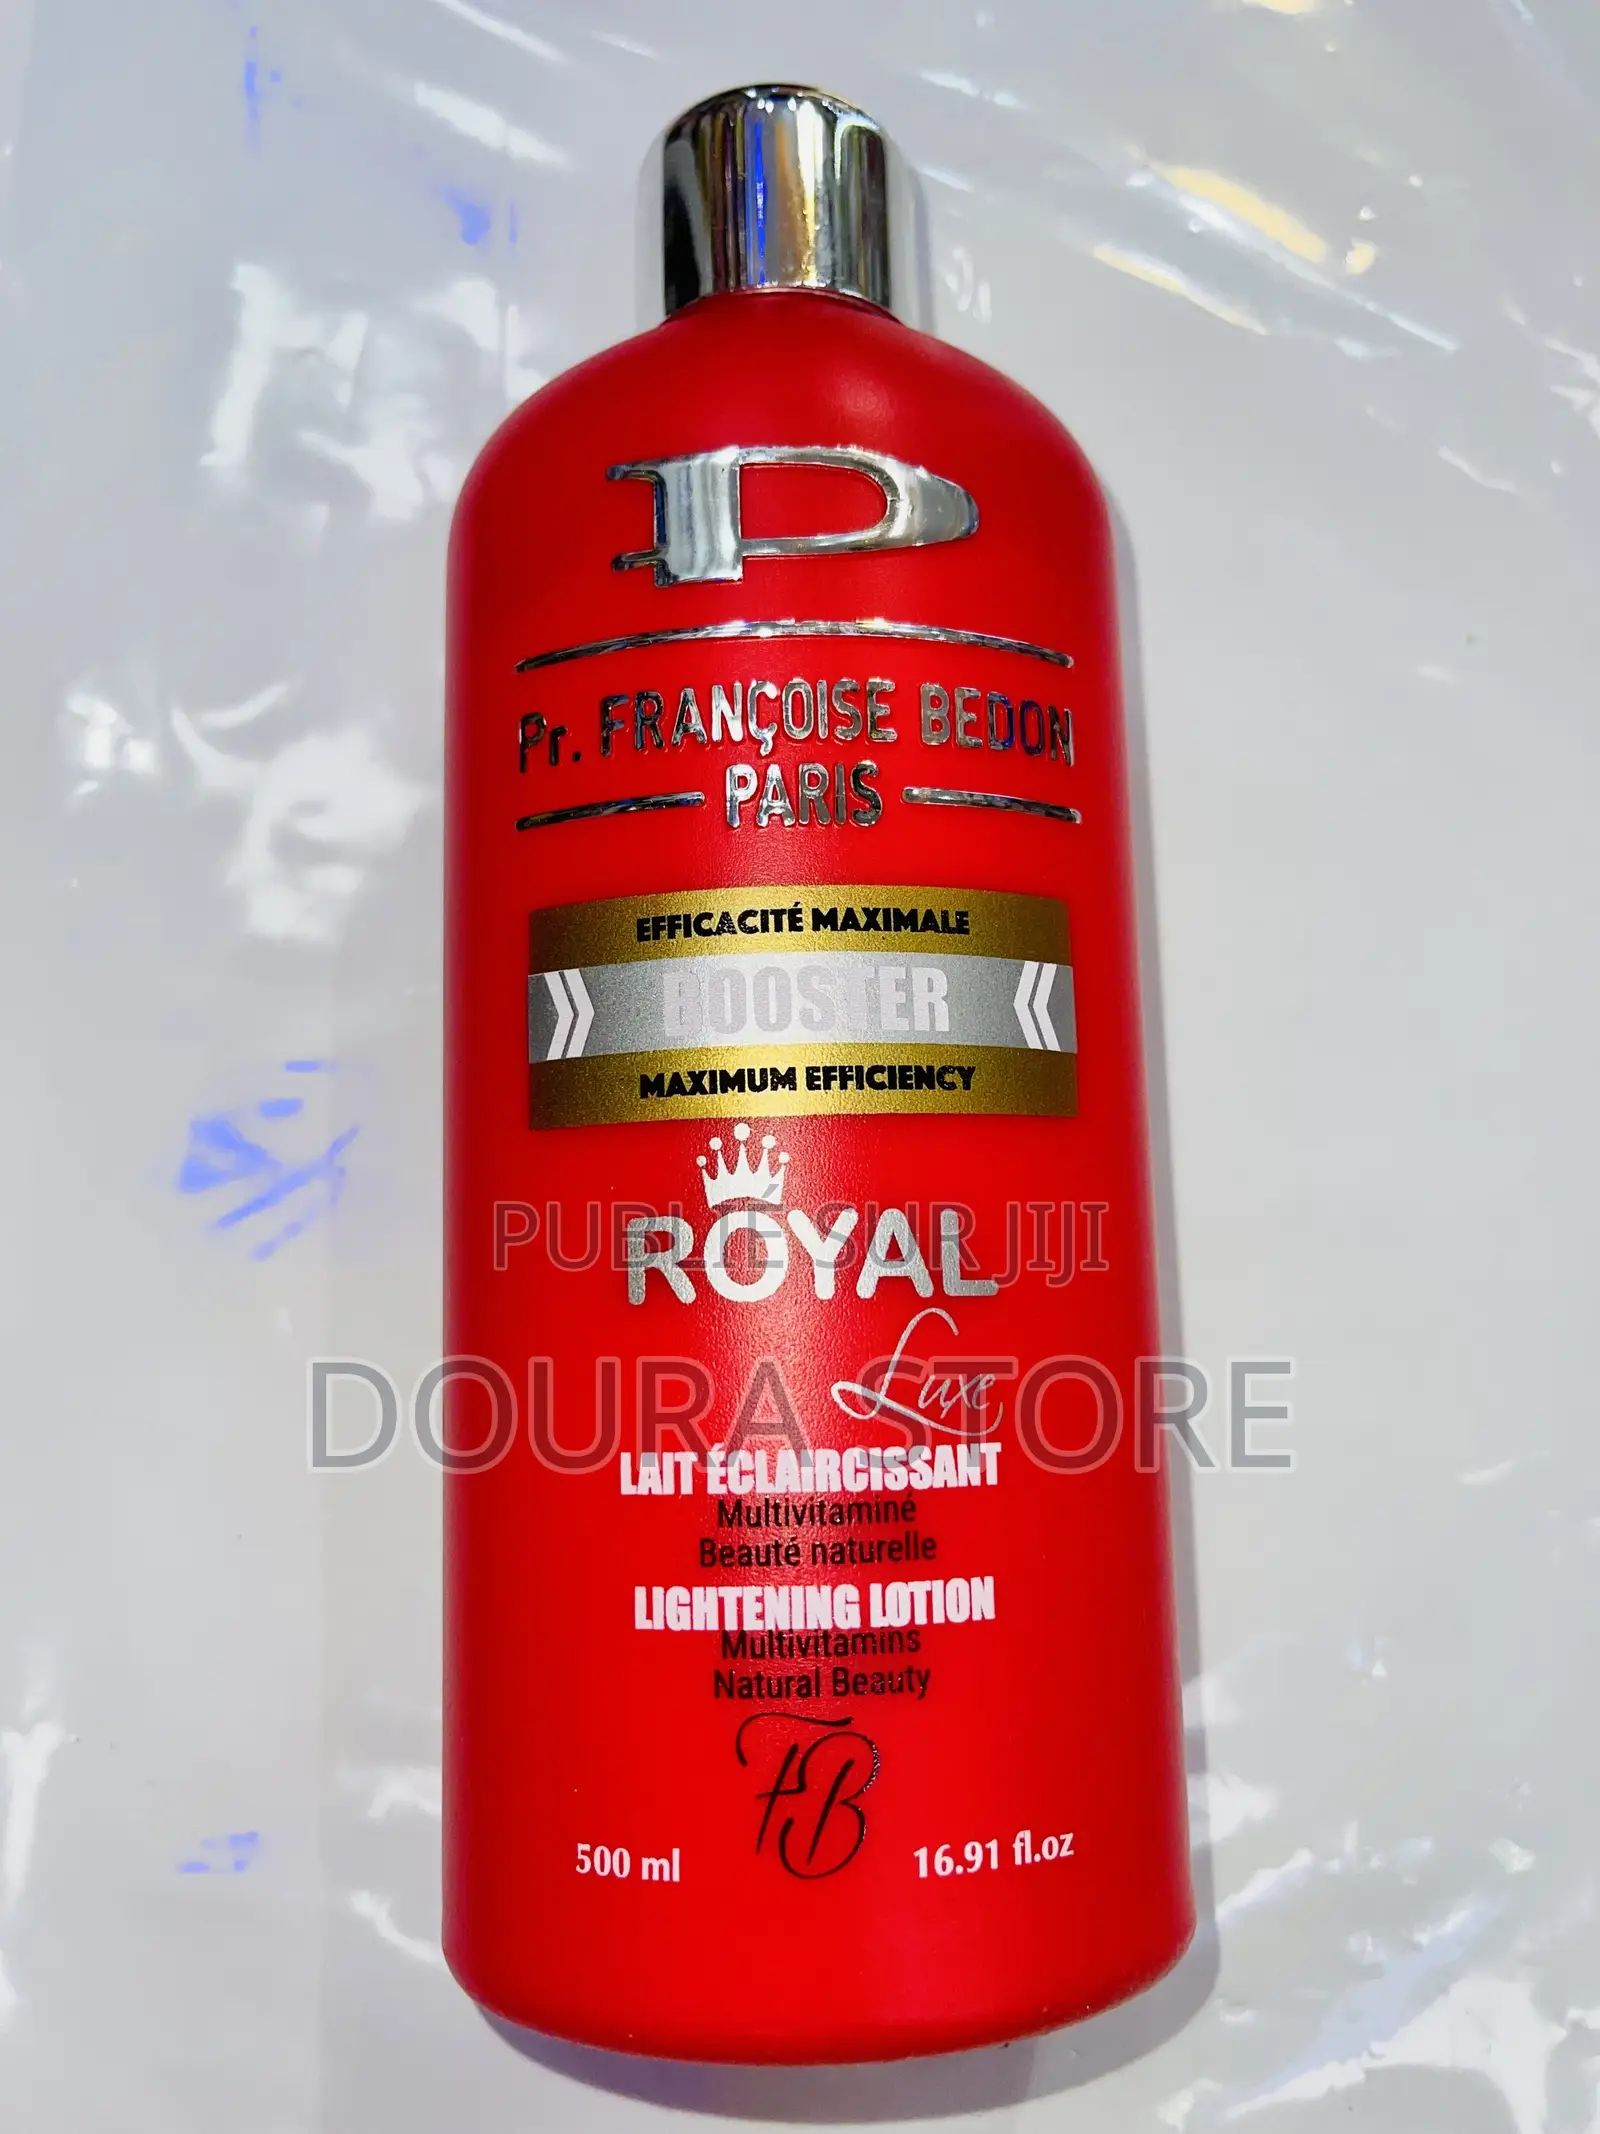 P
Pr. FRANÇOISE BEDON
PARIS
EFFICACITÉ MAXIMALE
BOOSTER
MAXIMUM EFFICIENCY
ROYAL
PUBLIÉ SUR JIJI
Luxe
DOURA STORE
LAIT ÉCLAIRCISSANT
Multivitaminé
Beauté naturelle
LIGHTENING LOTION
Multivitamins
Natural Beauty
FB
500 ml 16.91 fl.oz